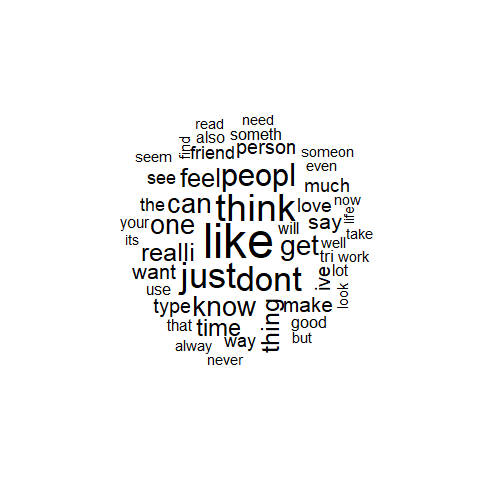 read need
find also someth
seem friend person someon
see feel peopl even
much
the can think love now
your one will say life
its like take
realli get well
want just dont tri work
use ive lot
type know make look
that time thing good
alway way but
never